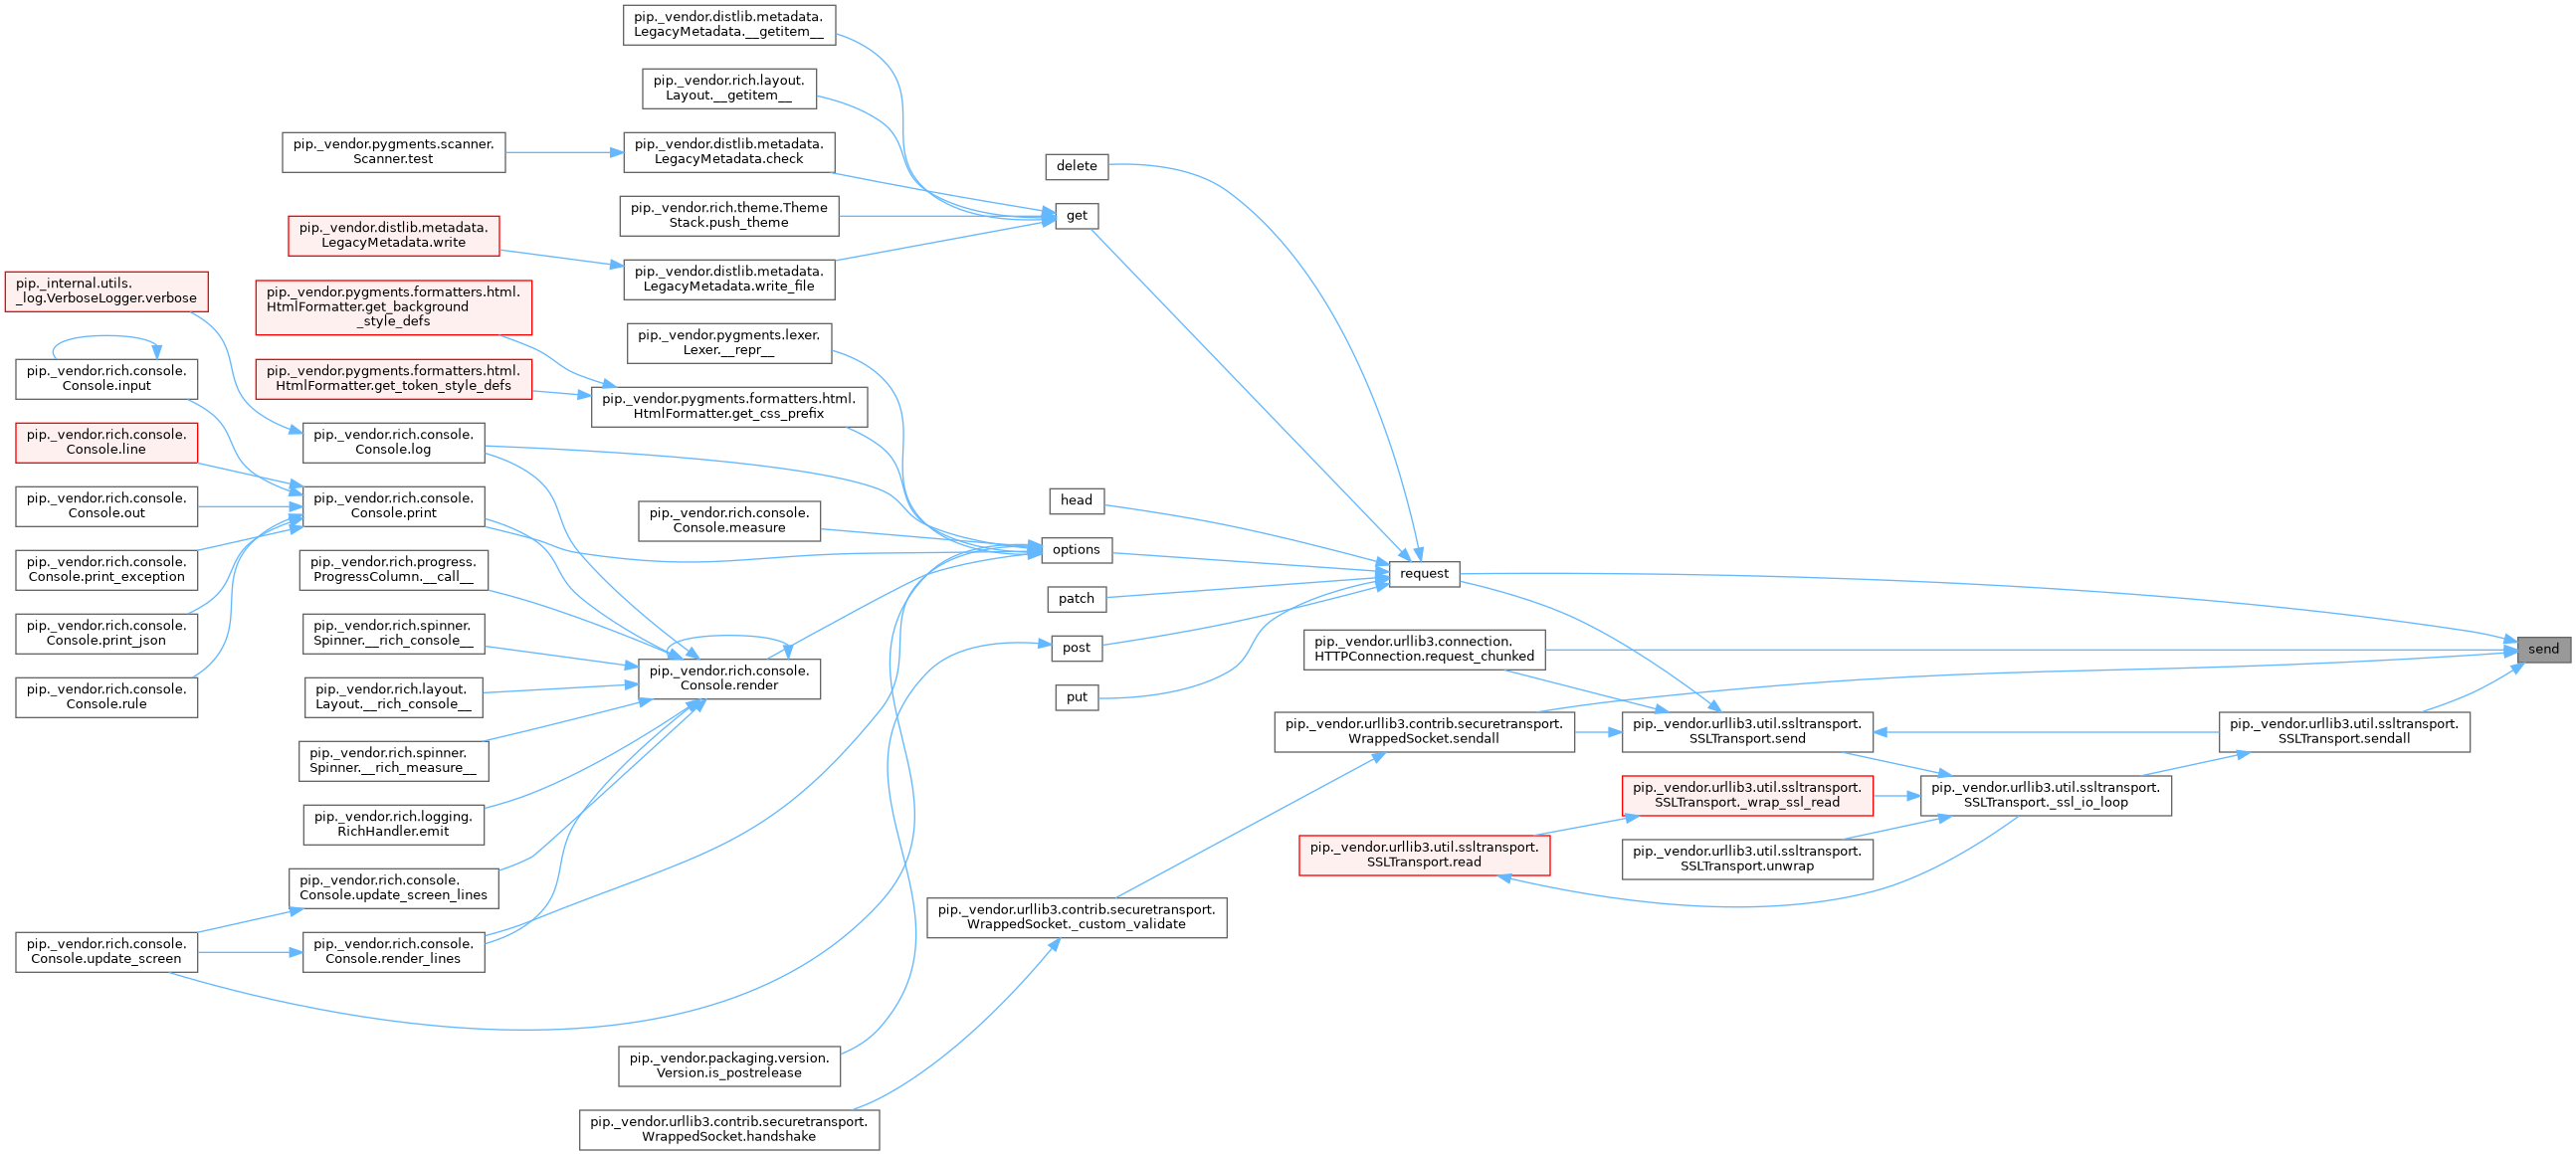 pip._vendor.distlib.metadata.
LegacyMetadata.__getitem__
pip._vendor.rich.layout.
Layout.__getitem__
pip._vendor.pygments.scanner.
Scanner.test
pip._vendor.distlib.metadata.
LegacyMetadata.check
delete
pip._vendor.rich.theme.Theme
Stack.push_theme
get
pip._vendor.distlib.metadata.
LegacyMetadata.write
pip._vendor.distlib.metadata.
LegacyMetadata.write_file
pip._internal.utils.
_log.VerboseLogger.verbose
pip._vendor.pygments.formatters.html.
HtmlFormatter.get_background
_style_defs
pip._vendor.pygments.lexer.
Lexer.__repr__
pip._vendor.rich.console.
Console.input
pip._vendor.pygments.formatters.html.
HtmlFormatter.get_token_style_defs
pip._vendor.pygments.formatters.html.
HtmlFormatter.get_css_prefix
pip._vendor.rich.console.
Console.line
pip._vendor.rich.console.
Console.log
pip._vendor.rich.console.
Console.out
pip._vendor.rich.console.
Console.print
pip._vendor.rich.console.
Console.measure
head
options
pip._vendor.rich.console.
Console.print_exception
pip._vendor.rich.progress.
ProgressColumn.__call__
request
patch
pip._vendor.rich.console.
Console.print_json
pip._vendor.rich.spinner.
Spinner.__rich_console__
post
pip._vendor.urllib3.connection.
HTTPConnection.request_chunked
send
pip._vendor.rich.console.
Console.rule
pip._vendor.rich.layout.
Layout.__rich_console__
pip._vendor.rich.console.
Console.render
put
pip._vendor.urllib3.contrib.securetransport.
WrappedSocket.sendall
pip._vendor.urllib3.util.ssltransport.
SSLTransport.send
pip._vendor.urllib3.util.ssltransport.
SSLTransport.sendall
pip._vendor.rich.spinner.
Spinner.__rich_measure__
pip._vendor.urllib3.util.ssltransport.
SSLTransport._wrap_ssl_read
pip._vendor.urllib3.util.ssltransport.
SSLTransport._ssl_io_loop
pip._vendor.rich.logging.
RichHandler.emit
pip._vendor.urllib3.util.ssltransport.
SSLTransport.read
pip._vendor.urllib3.util.ssltransport.
SSLTransport.unwrap
pip._vendor.rich.console.
Console.update_screen_lines
pip._vendor.urllib3.contrib.securetransport.
WrappedSocket._custom_validate
pip._vendor.rich.console.
Console.update_screen
pip._vendor.rich.console.
Console.render_lines
pip._vendor.packaging.version.
Version.is_postrelease
pip._vendor.urllib3.contrib.securetransport.
WrappedSocket.handshake